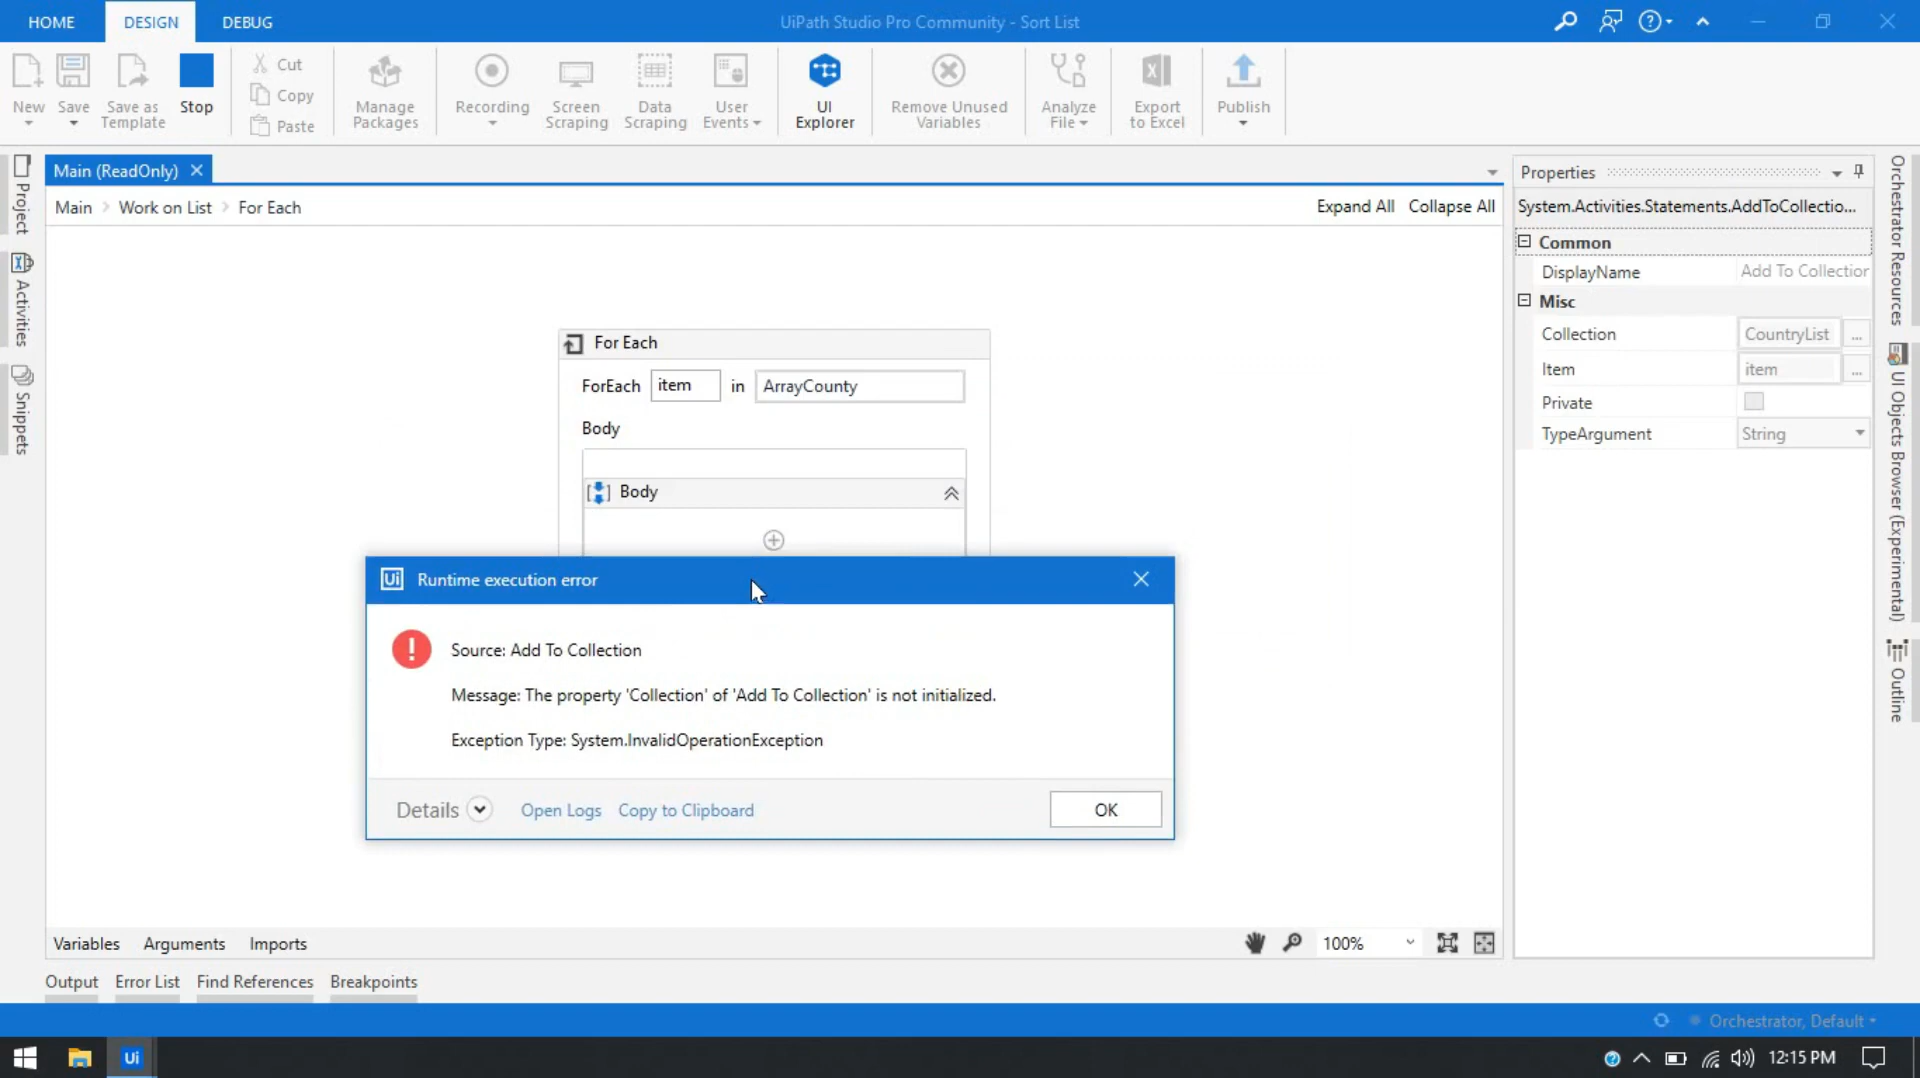 HOME DESIGN DEBUG UiPath Studio Pro Community - Sort List
New Save Save as Template Stop Cut Copy Paste Manage Packages Recording Screen Scraping Data Scraping User Events UI Explorer Remove Unused Variables Analyze File Export to Excel Publish
Main (ReadOnly)
Main Work on List For Each Expand All Collapse All
Project
Activities
Snippets
For Each
ForEach item in ArrayCounty
Body
Body
Ui Runtime execution error
Source: Add To Collection
Message: The property 'Collection' of 'Add To Collection' is not initialized.
Exception Type: System.InvalidOperationException
Details Open Logs Copy to Clipboard OK
Properties
System.Activities.Statements.AddToCollectio...
Common
DisplayName Add To Collection
Misc
Collection CountryList ...
Item item ...
Private
TypeArgument String
Orchestrator Resources
UI Objects Browser (Experimental)
Outline
Variables Arguments Imports 100%
Output Error List Find References Breakpoints
Orchestrator, Default
Ui 12:15 PM